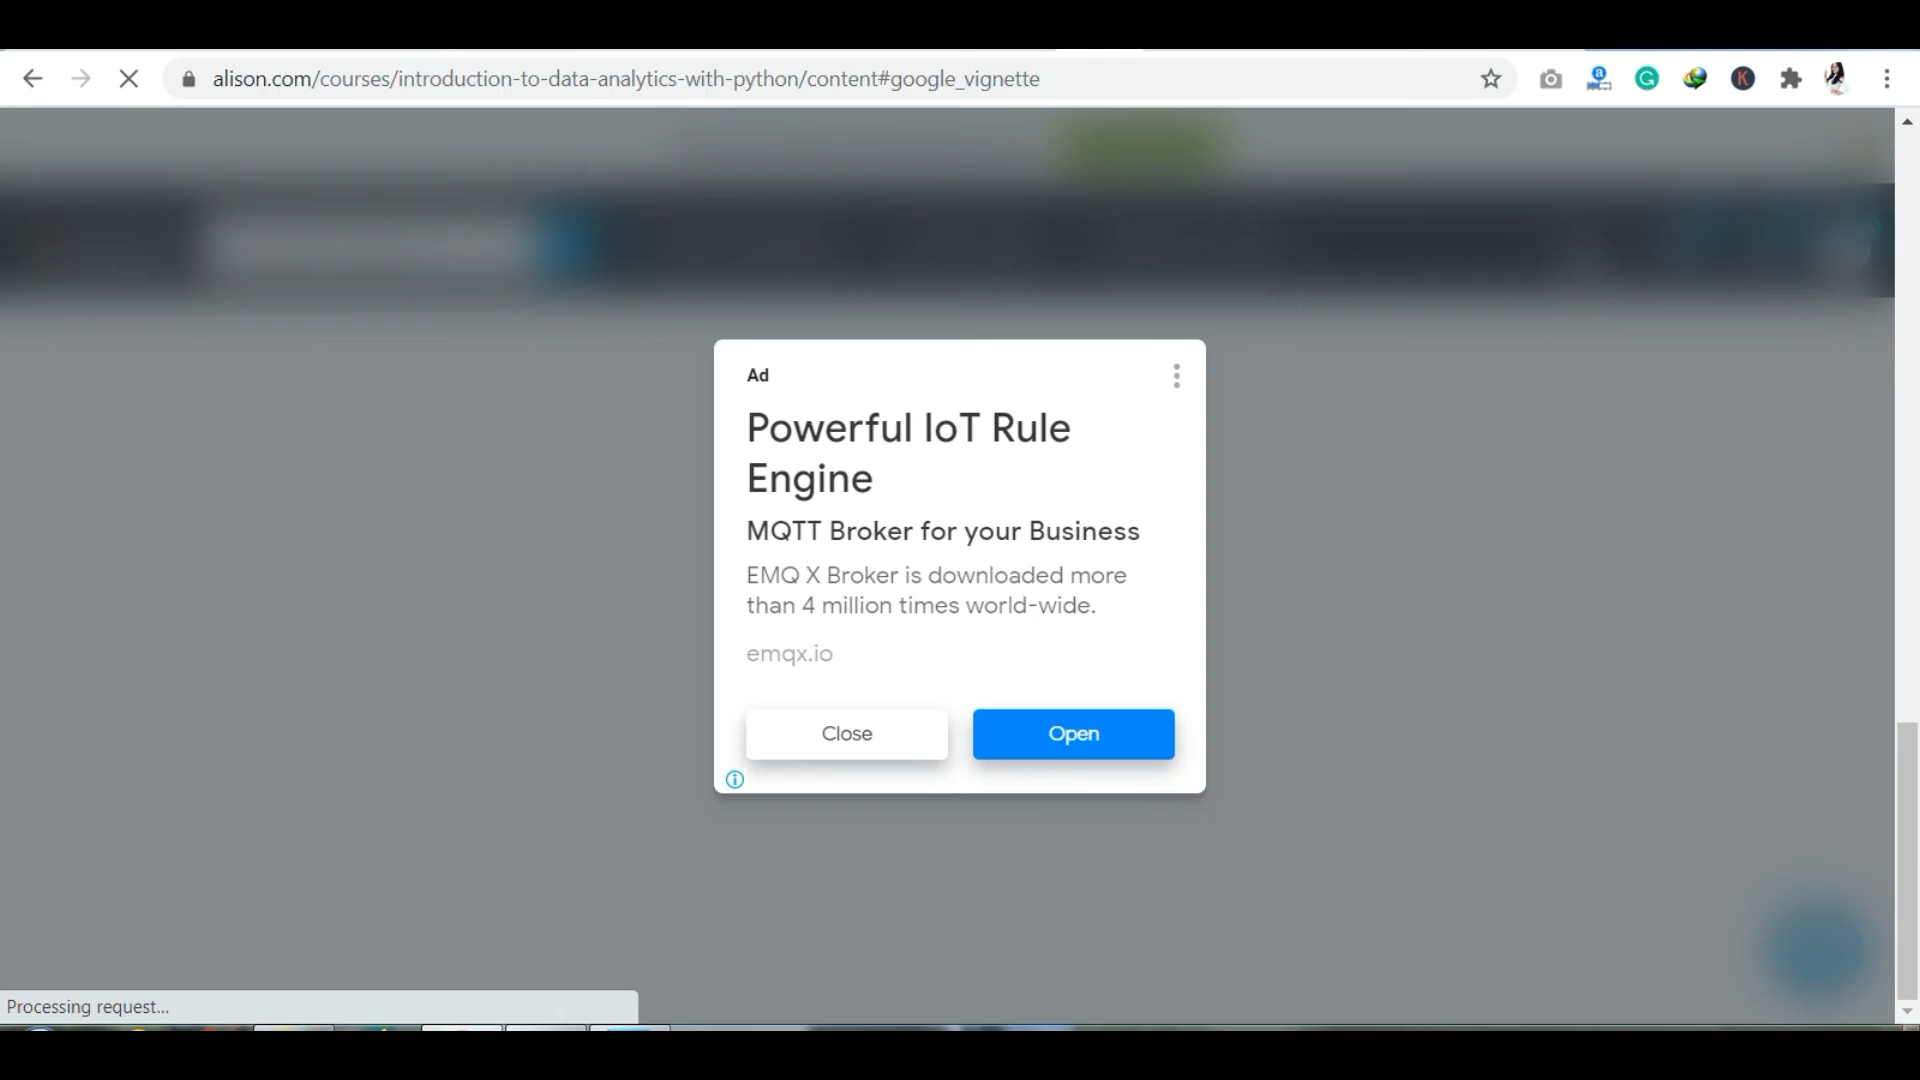 alison.com/courses/introduction-to-data-analytics-with-python/content#google_vignette
Ad
Powerful IoT Rule
Engine
MQTT Broker for your Business
EMQ X Broker is downloaded more
than 4 million times world-wide.
emqx.io
Close
Open
Processing request...